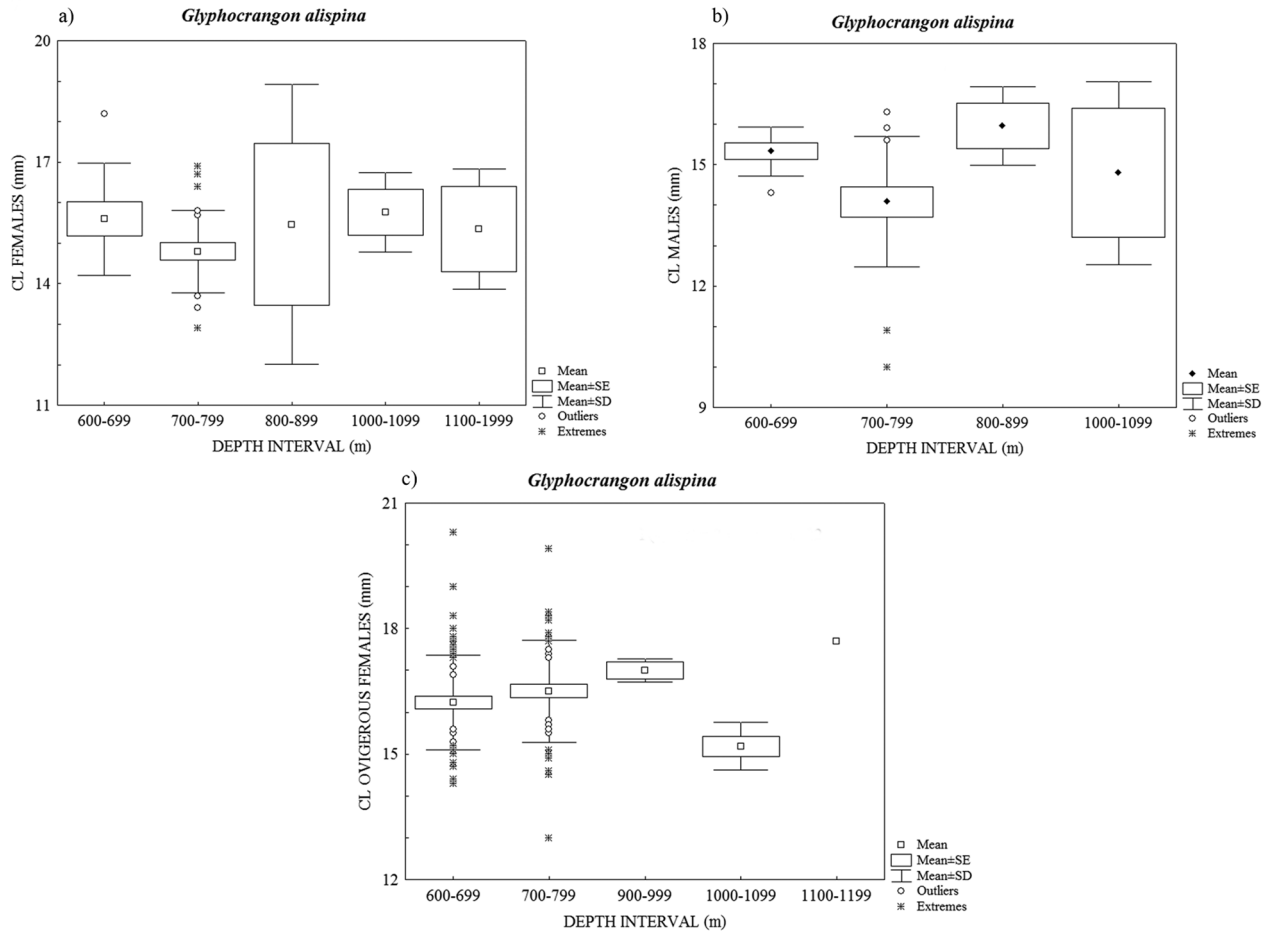 a)
Glyphocrangon alispina
20
17
14
11
CL FEMALES (mm)
600-699
700-799
800-899
1000-1099
1100-1999
DEPTH INTERVAL (m)
Mean
Mean±SE
Mean±SD
Outliers
Extremes
b)
Glyphocrangon alispina
18
15
12
9
CL MALES (mm)
600-699
700-799
800-899
1000-1099
DEPTH INTERVAL (m)
Mean
Mean±SE
Mean±SD
Outliers
Extremes
c)
Glyphocrangon alispina
21
18
15
12
CL OVIGEROUS FEMALES (mm)
600-699
700-799
900-999
1000-1099
1100-1199
DEPTH INTERVAL (m)
Mean
Mean±SE
Mean±SD
Outliers
Extremes